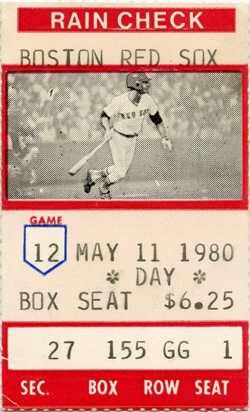 RAIN CHECK
BOSTON RED SOX
GAME
12 MAY 11 1980
* DAY *
BOX SEAT $6.25
27 155 GG 1
SEC. BOX ROW SEAT